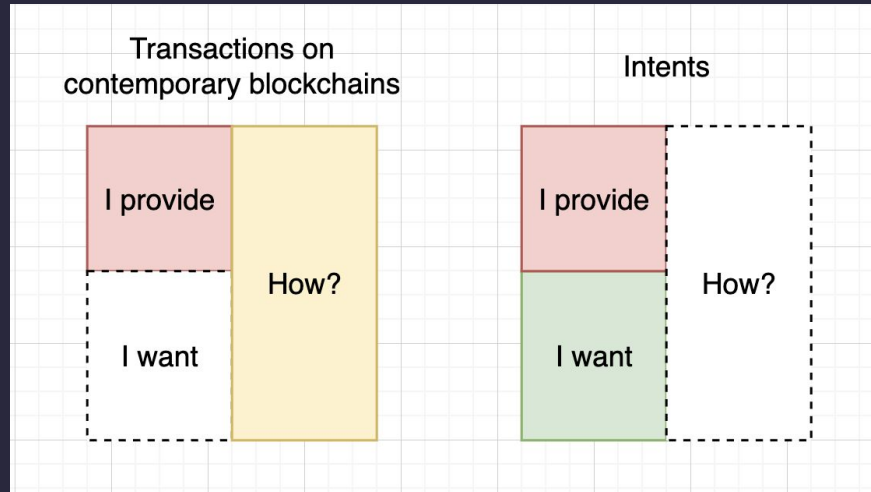 Transactions on
contemporary blockchains
I provide
I want
How?
Intents
I provide
I want
How?